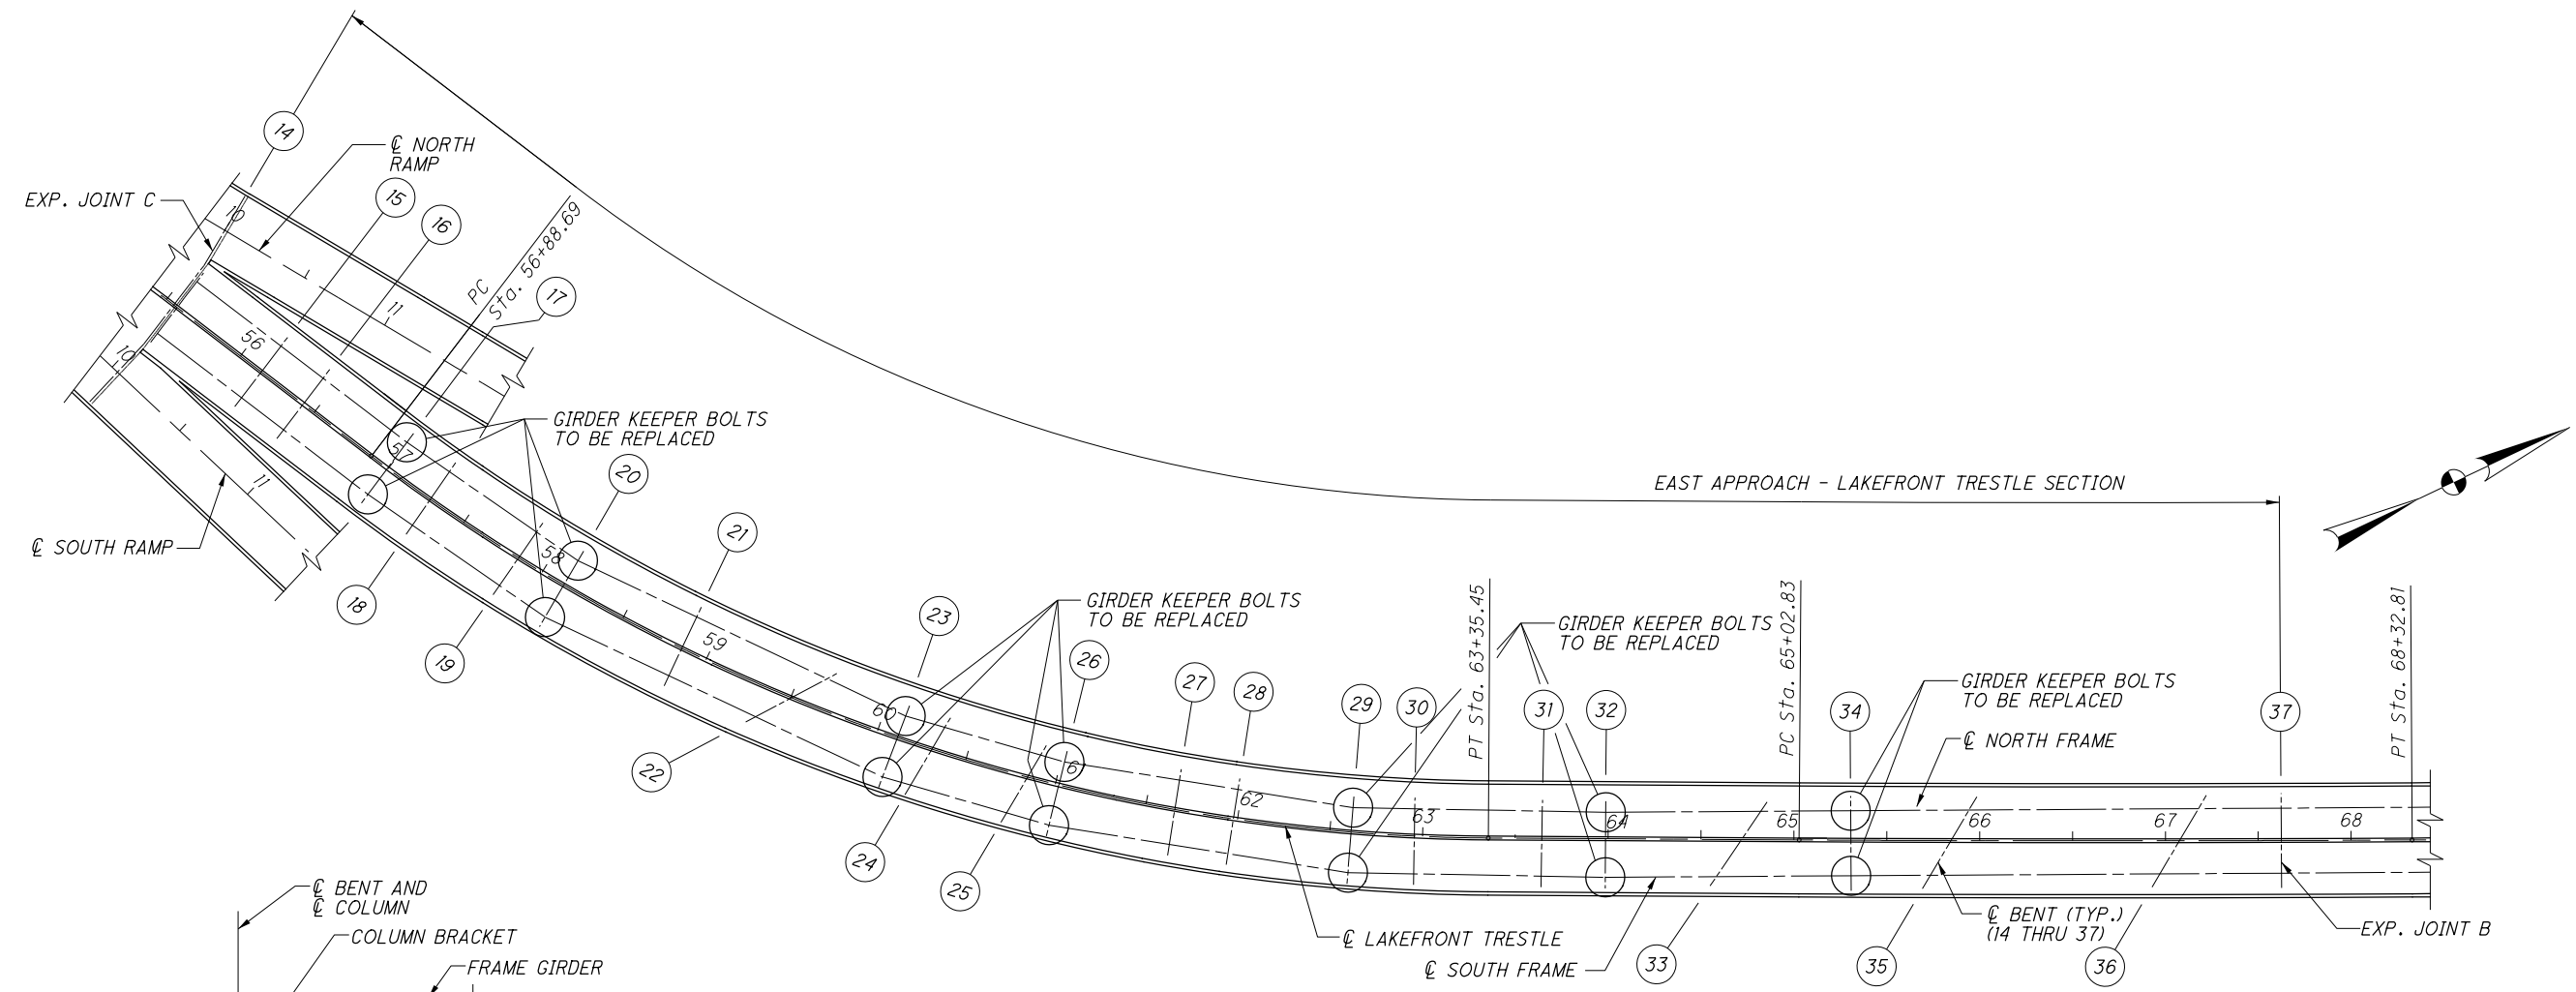 14
℄ NORTH
RAMP
EXP. JOINT C
15
16
10
11
PC
Sta. 56+88.69
17
10
56
11
57
GIRDER KEEPER BOLTS
TO BE REPLACED
20
58
℄ SOUTH RAMP
18
19
21
59
22
23
60
GIRDER KEEPER BOLTS
TO BE REPLACED
26
24
25
27
28
62
EAST APPROACH - LAKEFRONT TRESTLE SECTION
PT Sta. 63+35.45
GIRDER KEEPER BOLTS
TO BE REPLACED
PC Sta. 65+02.83
29
30
31
32
34
GIRDER KEEPER BOLTS
TO BE REPLACED
℄ NORTH FRAME
37
PT Sta. 68+32.81
63
64
65
66
67
68
℄ LAKEFRONT TRESTLE
℄ SOUTH FRAME
33
35
36
℄ BENT (TYP.)
(14 THRU 37)
EXP. JOINT B
℄ BENT AND
℄ COLUMN
COLUMN BRACKET
FRAME GIRDER